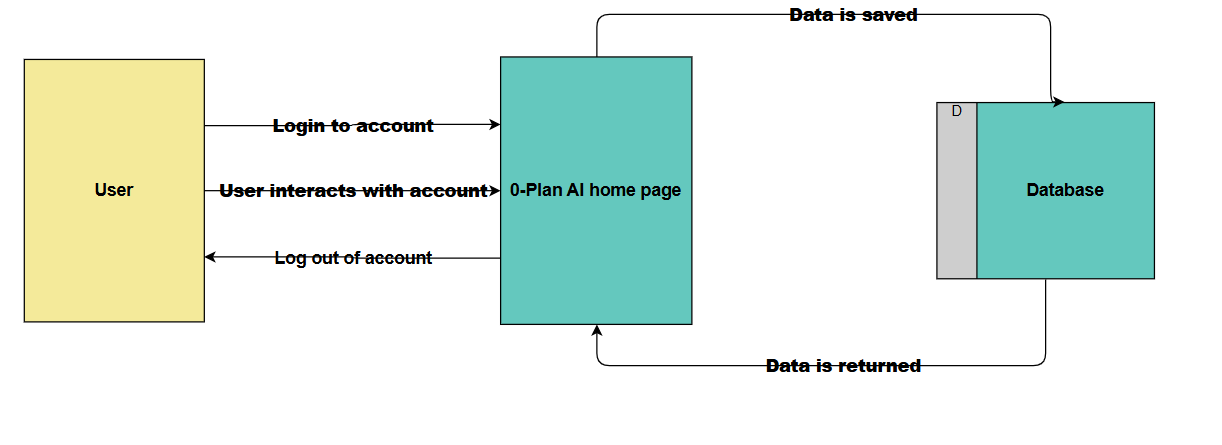 Data is saved
D
Login to account
User
User interacts with account
0-Plan AI home page
Database
Log out of account
Data is returned